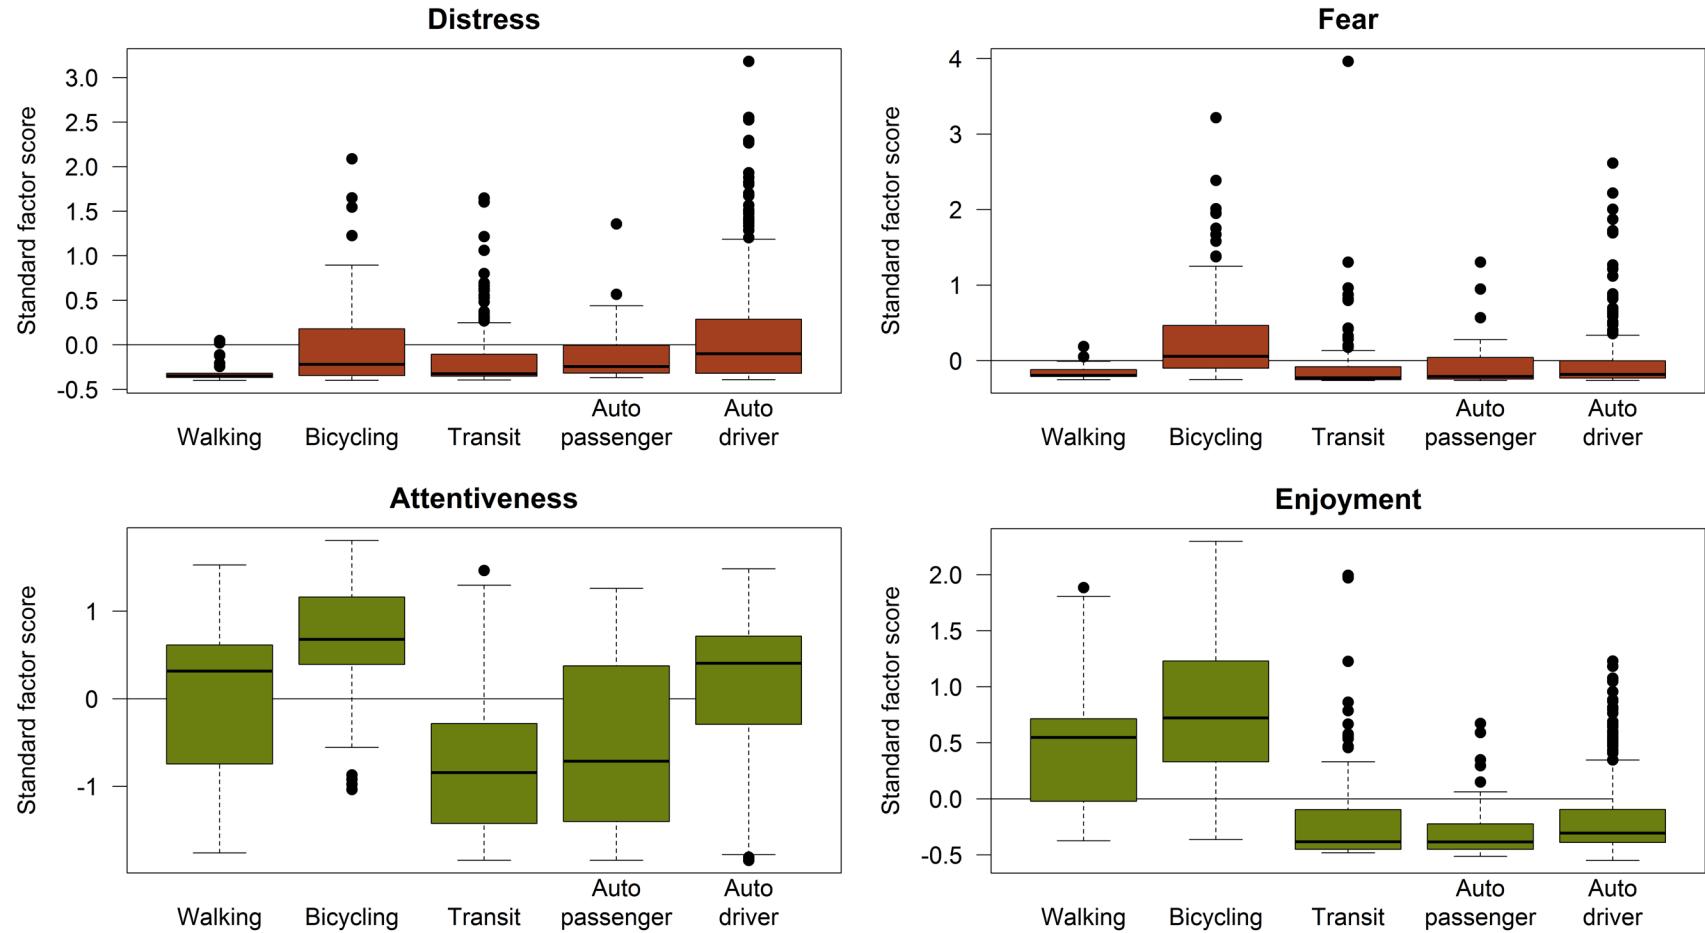 Distress
Standard factor score
3.0
2.5
2.0
1.5
1.0
0.5
0.0
-0.5
Walking
Bicycling
Transit
Auto
passenger
Auto
driver
Fear
Standard factor score
4
3
2
1
0
Walking
Bicycling
Transit
Auto
passenger
Auto
driver
Attentiveness
Standard factor score
1
0
-1
Walking
Bicycling
Transit
Auto
passenger
Auto
driver
Enjoyment
Standard factor score
2.0
1.5
1.0
0.5
0.0
-0.5
Walking
Bicycling
Transit
Auto
passenger
Auto
driver